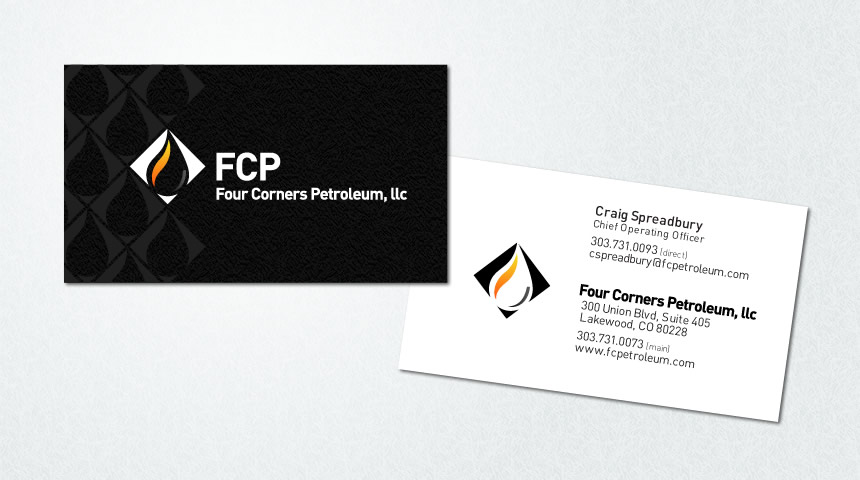 FCP
Four Corners Petroleum, llc
Craig Spreadbury
Chief Operating Officer
303.731.0093 (direct)
cspreadbury@fcpetroleum.com
Four Corners Petroleum, llc
300 Union Blvd, Suite 405
Lakewood, CO 80228
303.731.0073 (main)
www.fcpetroleum.com